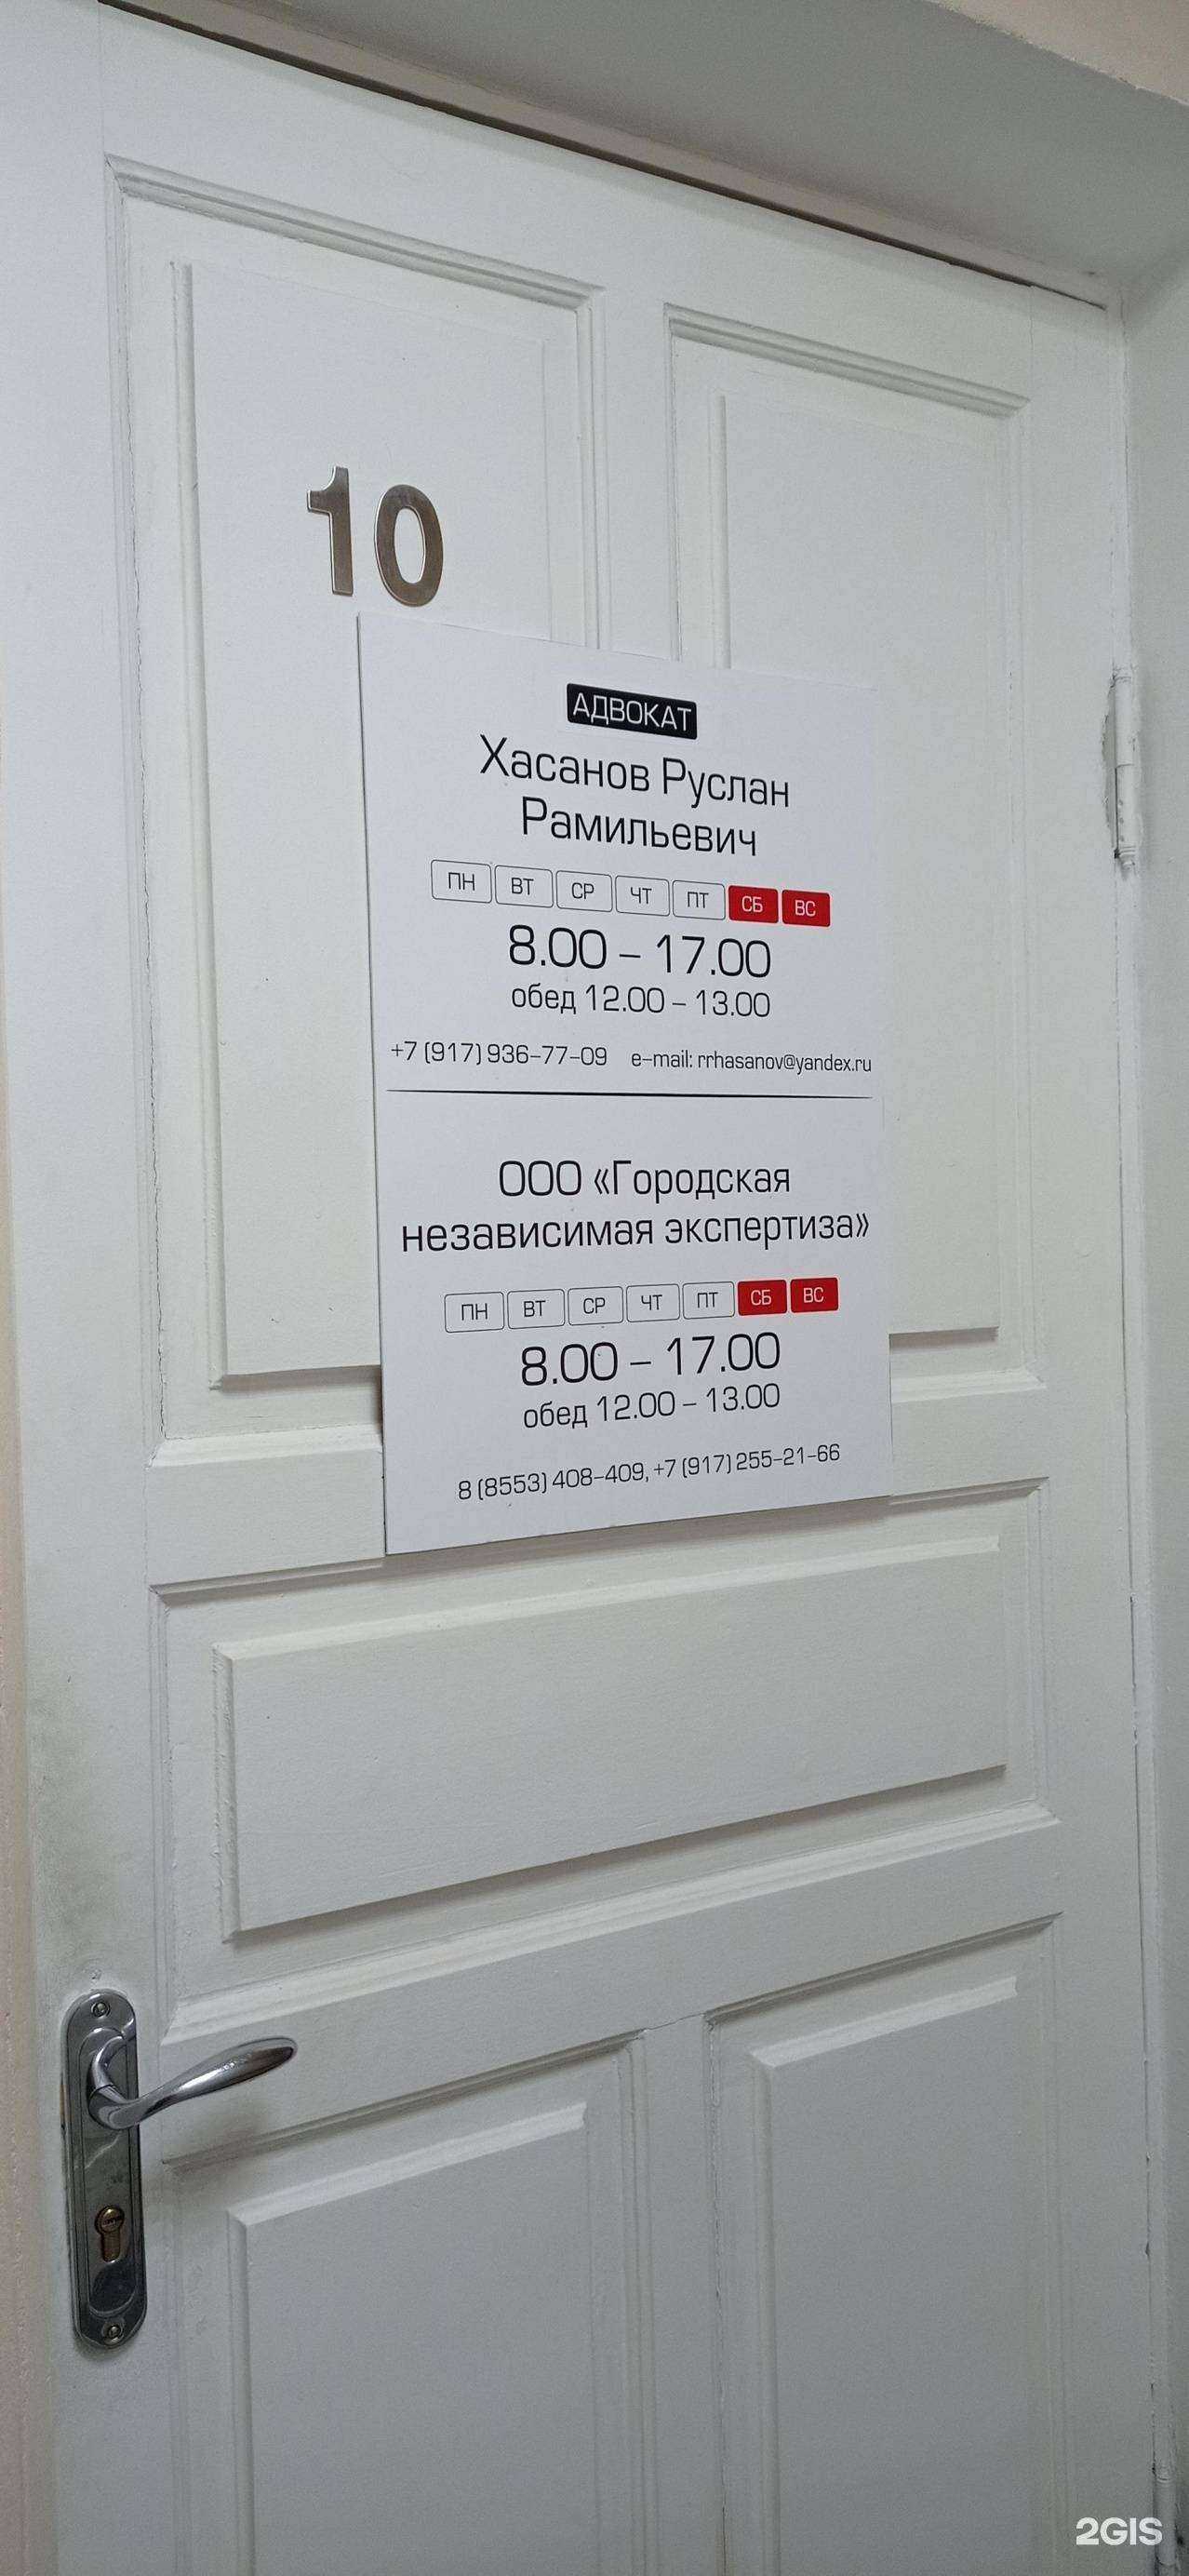 10
АДВОКАТ
Хасанов Руслан
Рамильевич
ПН ВТ СР ЧТ ПТ СБ ВС
8.00 – 17.00
обед 12.00 – 13.00
+7 (917) 936-77-09 e-mail: rrhasanov@yandex.ru
ООО «Городская
независимая экспертиза»
ПН ВТ СР ЧТ ПТ СБ ВС
8.00 – 17.00
обед 12.00 – 13.00
8 (8553) 408-409, +7 (917) 255-21-66
2GIS